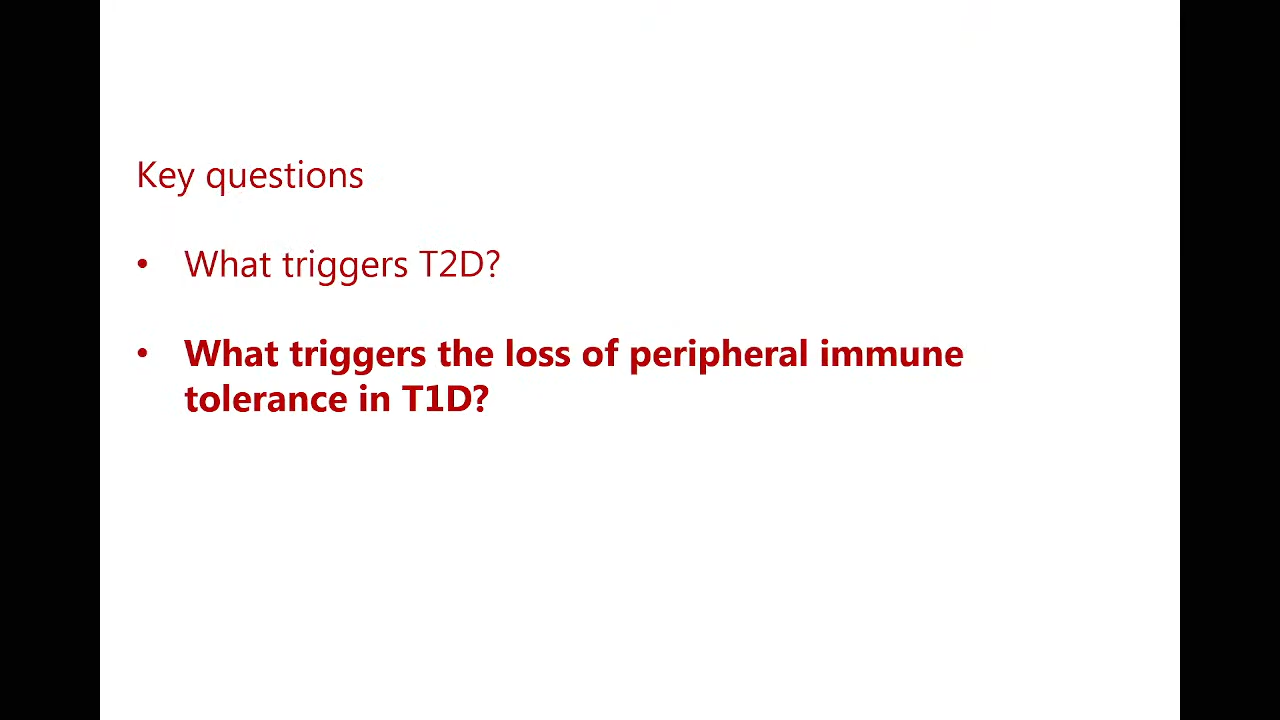 Key questions
• What triggers T2D?
• What triggers the loss of peripheral immune
tolerance in T1D?